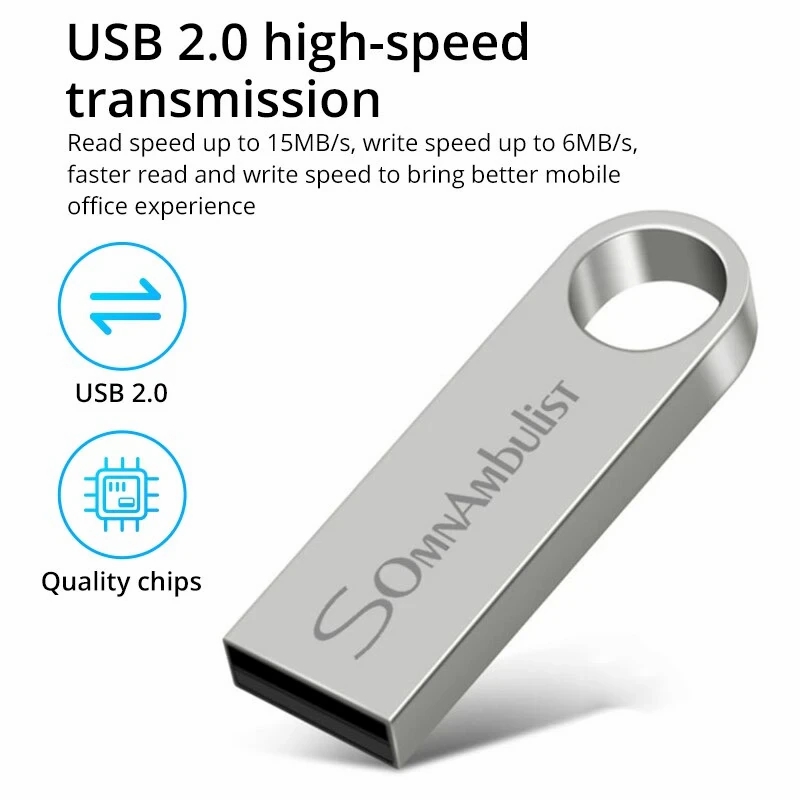 USB 2.0 high-speed
transmission
Read speed up to 15MB/s, write speed up to 6MB/s,
faster read and write speed to bring better mobile
office experience
USB 2.0
Quality chips
SOmnAmbulisT